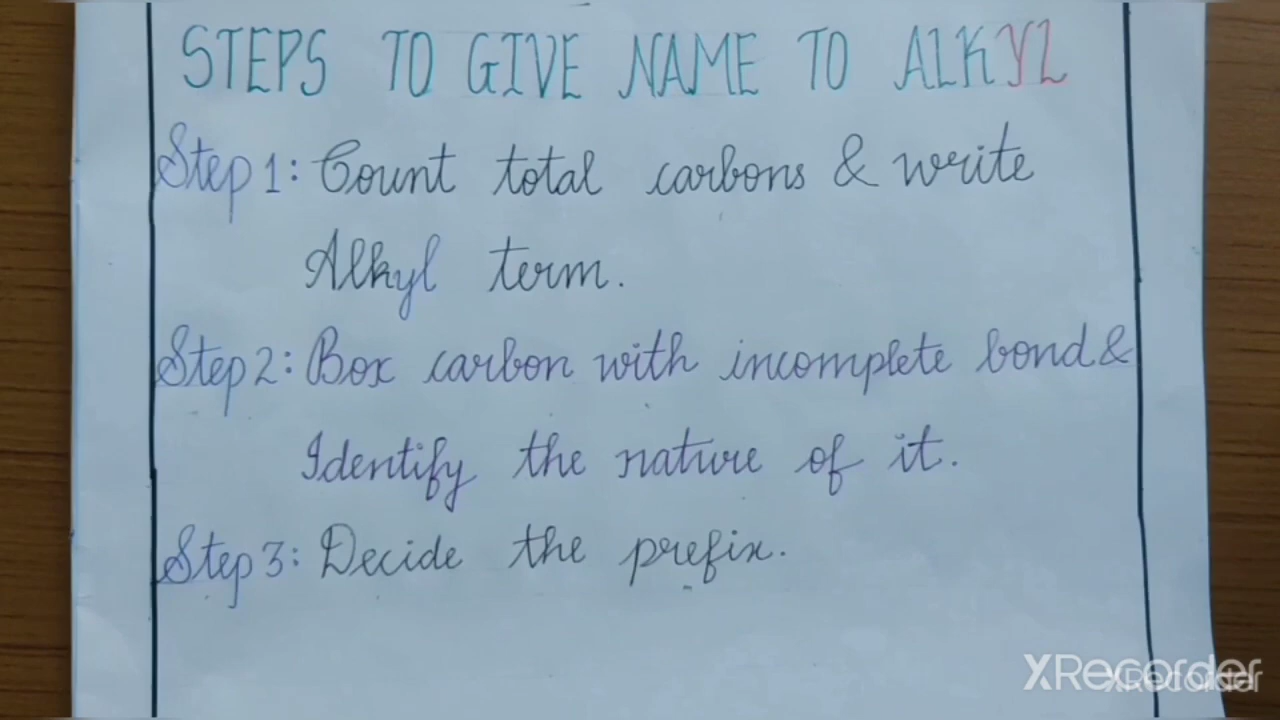 STEPS TO GIVE NAME TO ALKYL
Step 1: Count total carbons & write
Alkyl term.
Step 2: Box carbon with incomplete bond &
Identify the nature of it.
Step 3: Decide the prefix.
XRecorder
XRecorder